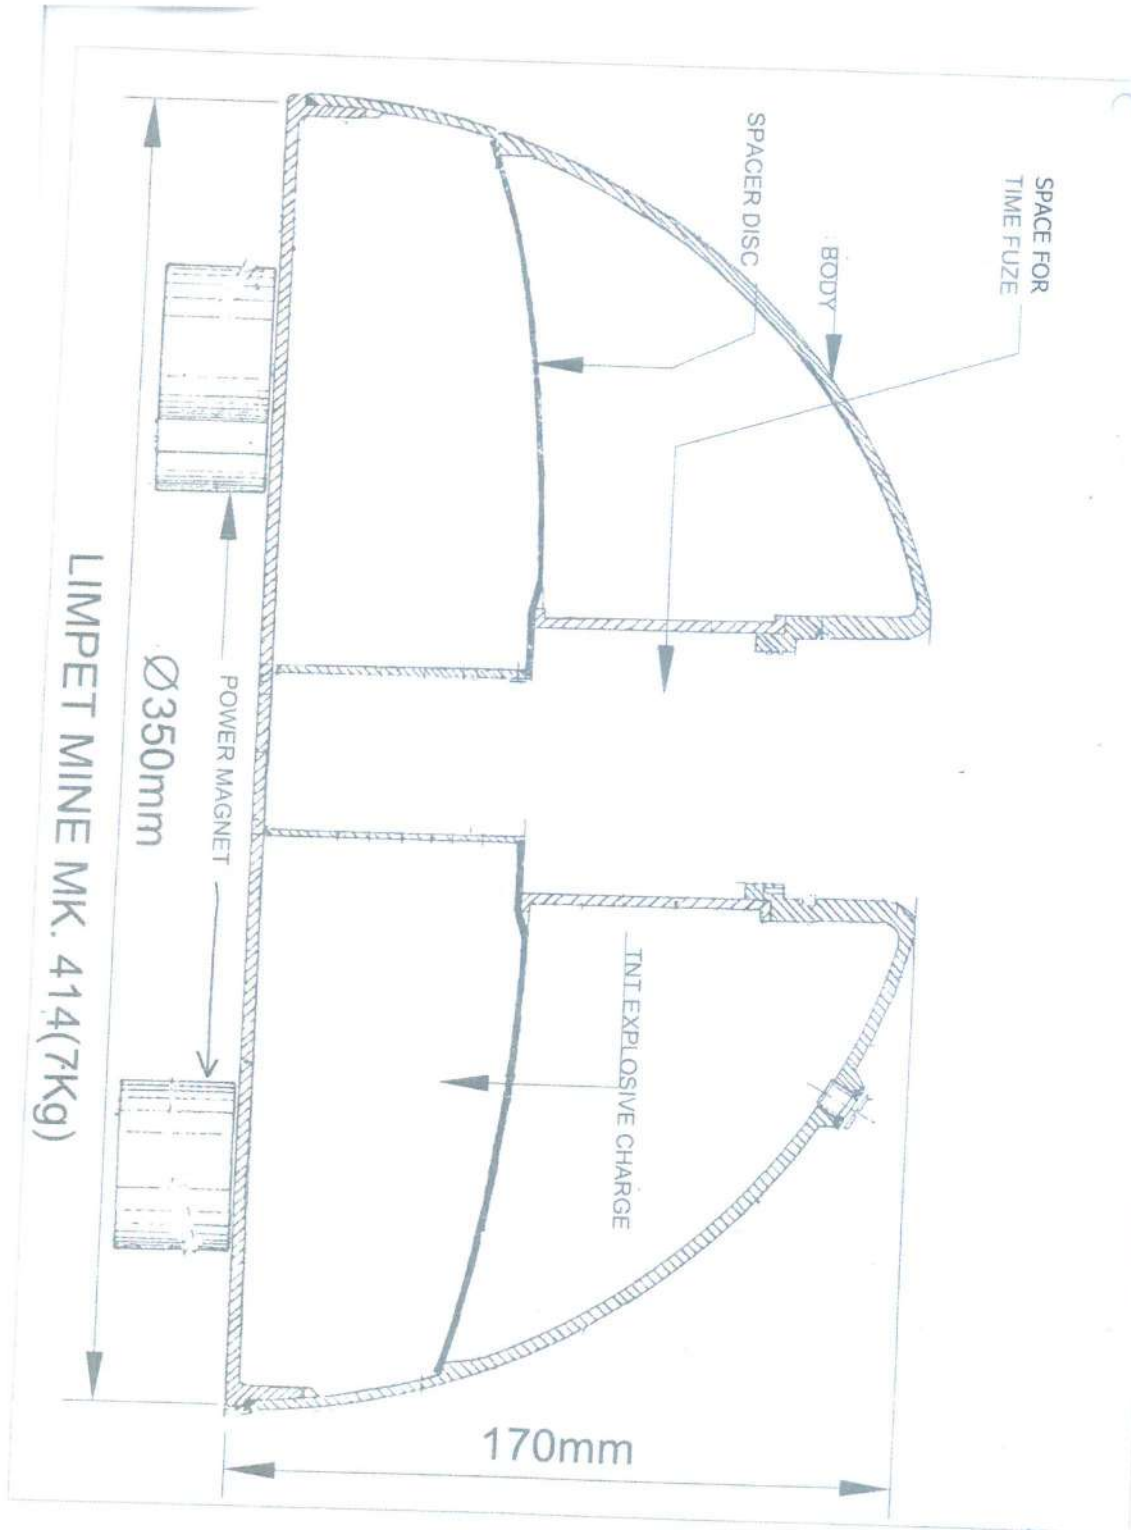 SPACE FOR
TIME FUZE
BODY
SPACER DISC
TNT EXPLOSIVE CHARGE
170mm
POWER MAGNET
Ø350mm
LIMPET MINE MK. 414(7Kg)